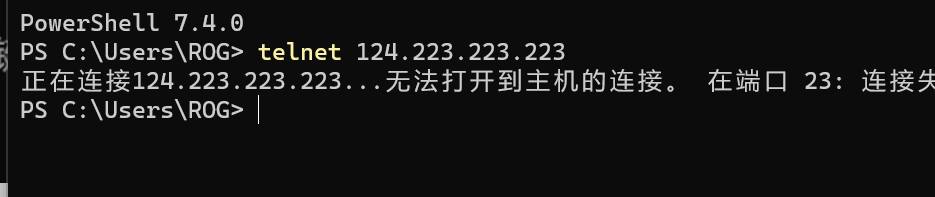 PowerShell 7.4.0
PS C:\Users\ROG> telnet 124.223.223.223
正在连接124.223.223.223...无法打开到主机的连接。 在端口 23: 连接失
PS C:\Users\ROG>